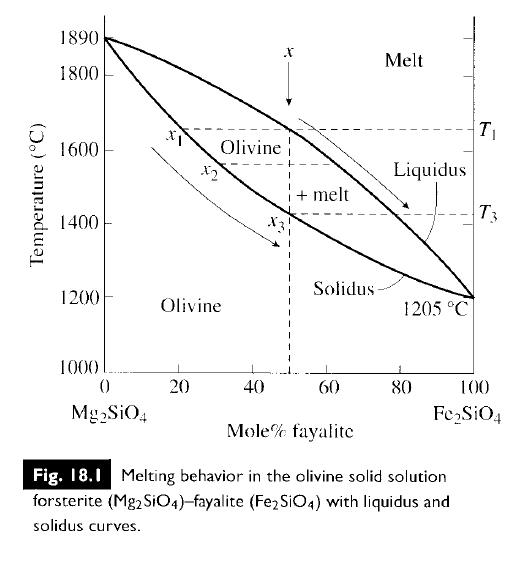 1890
1800
1600
1400
1200
1000
Temperature (°C)
x
Melt
T1
x1
Olivine
x2
Liquidus
+ melt
x3
T3
Solidus
Olivine
1205 °C
0 20 40 60 80 100
Mg2SiO4 Fe2SiO4
Mole% fayalite
Fig. 18.1 Melting behavior in the olivine solid solution
forsterite (Mg2SiO4)–fayalite (Fe2SiO4) with liquidus and
solidus curves.